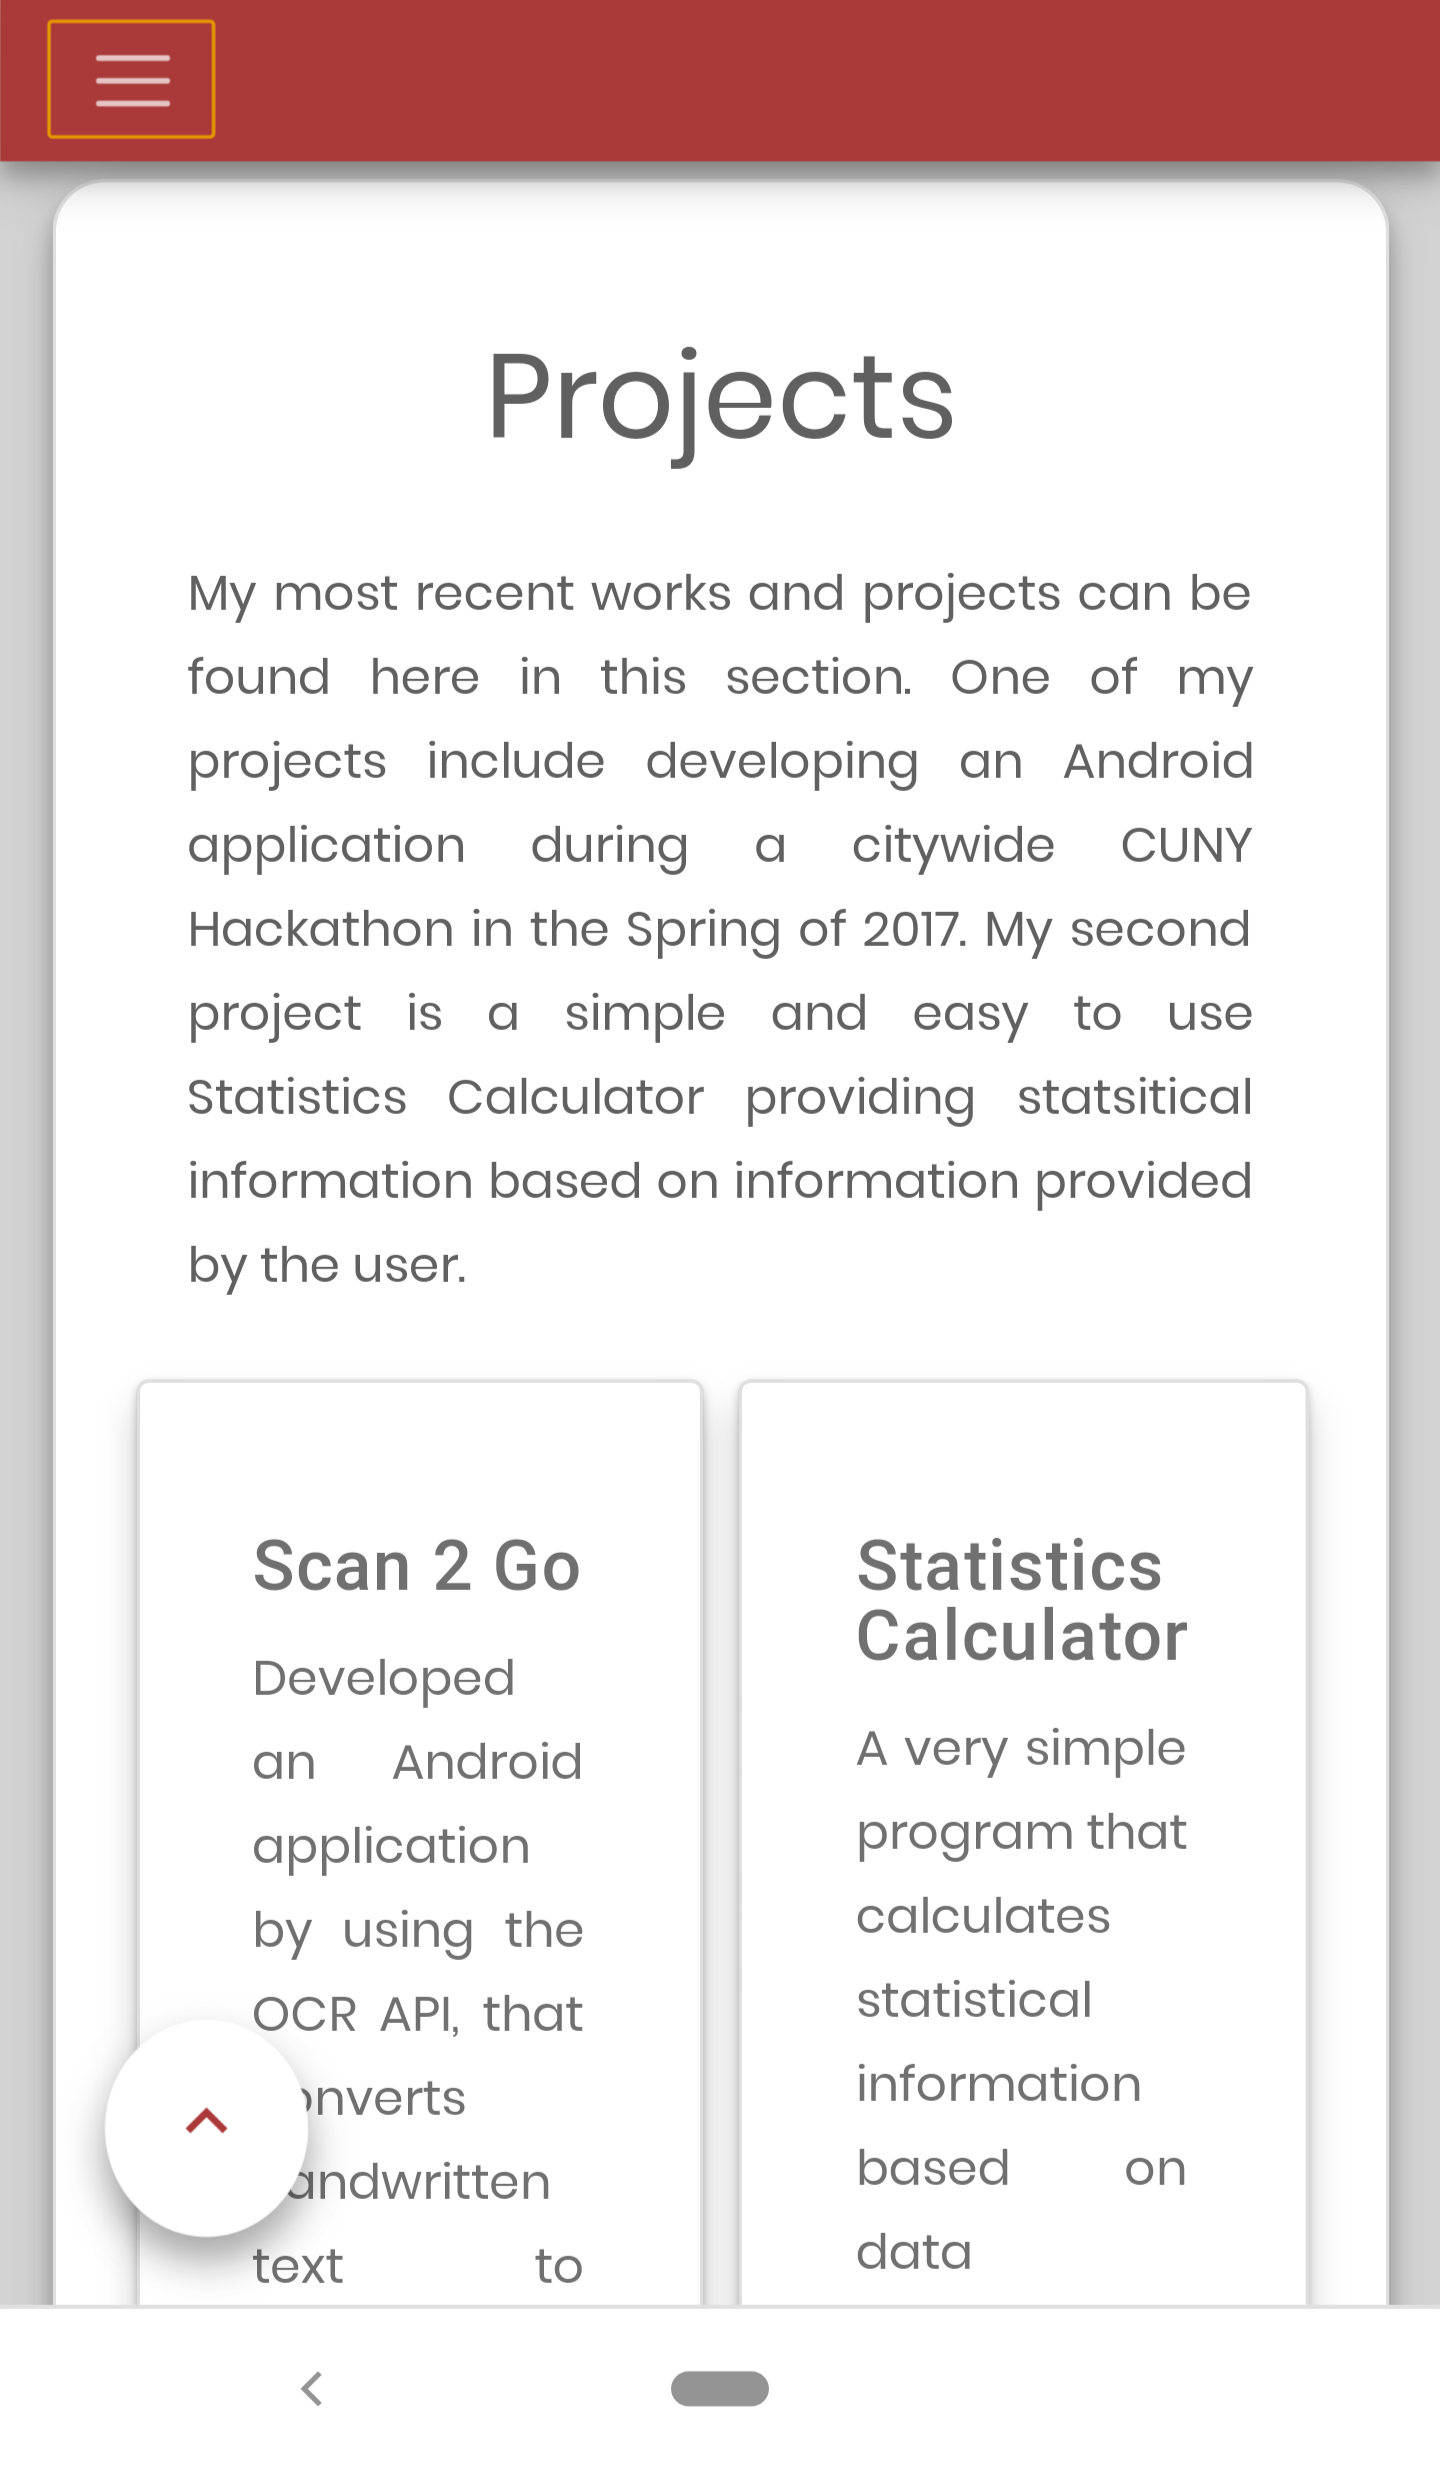 Projects
My most recent works and projects can be
found here in this section. One of my
projects include developing an Android
application during a citywide CUNY
Hackathon in the Spring of 2017. My second
project is a simple and easy to use
Statistics Calculator providing statsitical
information based on information provided
by the user.
Scan 2 Go
Developed
an Android
application
by using the
OCR API, that
onverts
andwritten
text to
Statistics
Calculator
A very simple
program that
calculates
statistical
information
based on
data